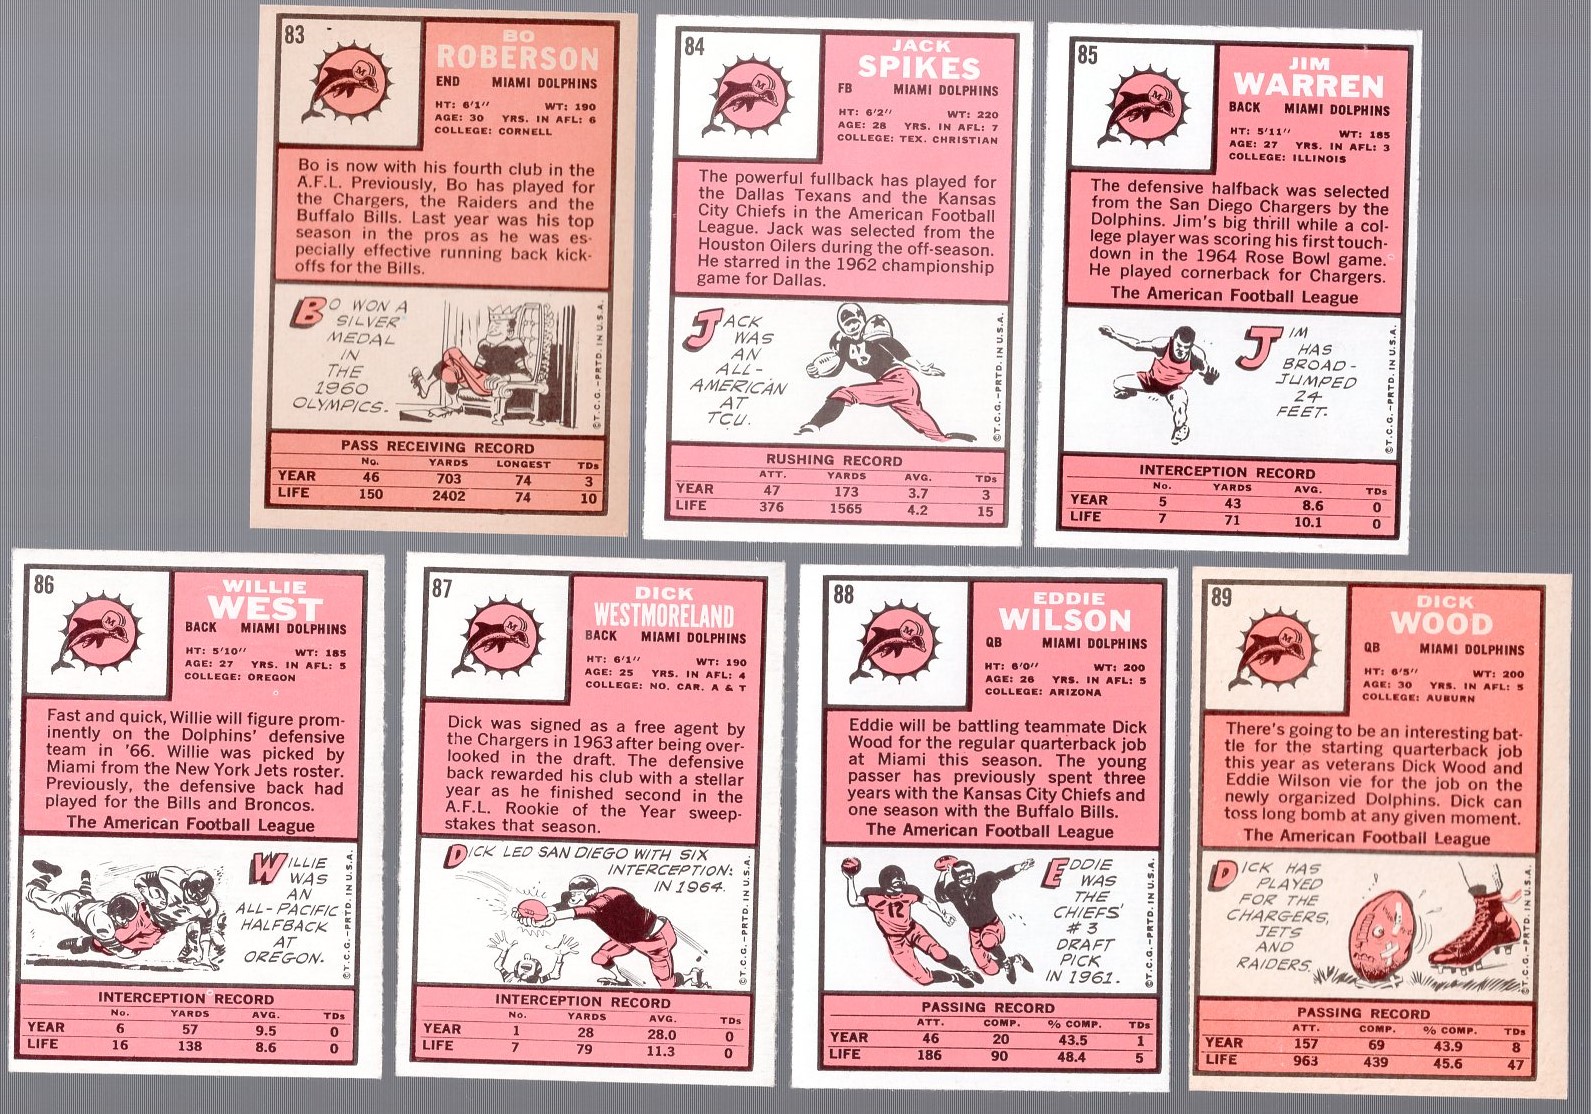 83
BO
ROBERSON
END MIAMI DOLPHINS
HT: 6'1" WT: 190
AGE: 30 YRS. IN AFL: 6
COLLEGE: CORNELL
M
Bo is now with his fourth club in the
A.F.L. Previously, Bo has played for
the Chargers, the Raiders and the
Buffalo Bills. Last year was his top
season in the pros as he was es-
pecially effective running back kick-
offs for the Bills.
BO WON A
SILVER
MEDAL
IN
THE
1960
OLYMPICS.
©T.C.G.—PRTD. IN U.S.A.
PASS RECEIVING RECORD
No. YARDS LONGEST TDs
YEAR 46 703 74 3
LIFE 150 2402 74 10
84
JACK
SPIKES
FB MIAMI DOLPHINS
HT: 6'2" WT: 220
AGE: 28 YRS. IN AFL: 7
COLLEGE: TEX. CHRISTIAN
M
The powerful fullback has played for
the Dallas Texans and the Kansas
City Chiefs in the American Football
League. Jack was selected from the
Houston Oilers during the off-season.
He starred in the 1962 championship
game for Dallas.
JACK
WAS
AN
ALL-
AMERICAN
AT
TCU.
©T.C.G.—PRTD. IN U.S.A.
RUSHING RECORD
ATT. YARDS AVG. TDs
YEAR 47 173 3.7 3
LIFE 376 1565 4.2 15
85
JIM
WARREN
BACK MIAMI DOLPHINS
HT: 5'11" WT: 185
AGE: 27 YRS. IN AFL: 3
COLLEGE: ILLINOIS
M
The defensive halfback was selected
from the San Diego Chargers by the
Dolphins. Jim's big thrill while a col-
lege player was scoring his first touch-
down in the 1964 Rose Bowl game.
He played cornerback for Chargers.
The American Football League
JIM
HAS
BROAD-
JUMPED
24
FEET.
©T.C.G.—PRTD. IN U.S.A.
INTERCEPTION RECORD
No. YARDS AVG. TDs
YEAR 5 43 8.6 0
LIFE 7 71 10.1 0
86
WILLIE
WEST
BACK MIAMI DOLPHINS
HT: 5'10" WT: 185
AGE: 27 YRS. IN AFL: 5
COLLEGE: OREGON
M
Fast and quick, Willie will figure prom-
inently on the Dolphins' defensive
team in '66. Willie was picked by
Miami from the New York Jets roster.
Previously, the defensive back had
played for the Bills and Broncos.
The American Football League
WILLIE
WAS
AN
ALL-PACIFIC
HALFBACK
AT
OREGON.
©T.C.G.—PRTD. IN U.S.A.
INTERCEPTION RECORD
No. YARDS AVG. TDs
YEAR 6 57 9.5 0
LIFE 16 138 8.6 0
87
DICK
WESTMORELAND
BACK MIAMI DOLPHINS
HT: 6'1" WT: 190
AGE: 25 YRS. IN AFL: 4
COLLEGE: NO. CAR. A & T
M
Dick was signed as a free agent by
the Chargers in 1963 after being over-
looked in the draft. The defensive
back rewarded his club with a stellar
year as he finished second in the
A.F.L. Rookie of the Year sweep-
stakes that season.
DICK LED SAN DIEGO WITH SIX
INTERCEPTION:
IN 1964.
©T.C.G.—PRTD. IN U.S.A.
INTERCEPTION RECORD
No. YARDS AVG. TDs
YEAR 1 28 28.0 0
LIFE 7 79 11.3 0
88
EDDIE
WILSON
QB MIAMI DOLPHINS
HT: 6'0" WT: 200
AGE: 26 YRS. IN AFL: 5
COLLEGE: ARIZONA
M
Eddie will be battling teammate Dick
Wood for the regular quarterback job
at Miami this season. The young
passer has previously spent three
years with the Kansas City Chiefs and
one season with the Buffalo Bills.
The American Football League
12
EDDIE
WAS
THE
CHIEFS'
#3
DRAFT
PICK
IN 1961.
©T.C.G.—PRTD. IN U.S.A.
PASSING RECORD
ATT. COMP. % COMP. TDs
YEAR 46 20 43.5 1
LIFE 186 90 48.4 5
89
DICK
WOOD
QB MIAMI DOLPHINS
HT: 6'5" WT: 200
AGE: 30 YRS. IN AFL: 5
COLLEGE: AUBURN
M
There's going to be an interesting bat-
tle for the starting quarterback job
this year as veterans Dick Wood and
Eddie Wilson vie for the job on the
newly organized Dolphins. Dick can
toss long bomb at any given moment.
The American Football League
DICK HAS
PLAYED
FOR THE
CHARGERS,
JETS
AND
RAIDERS.
©T.C.G.—PRTD. IN U.S.A.
PASSING RECORD
ATT. COMP. % COMP. TDs
YEAR 157 69 43.9 8
LIFE 963 439 45.6 47